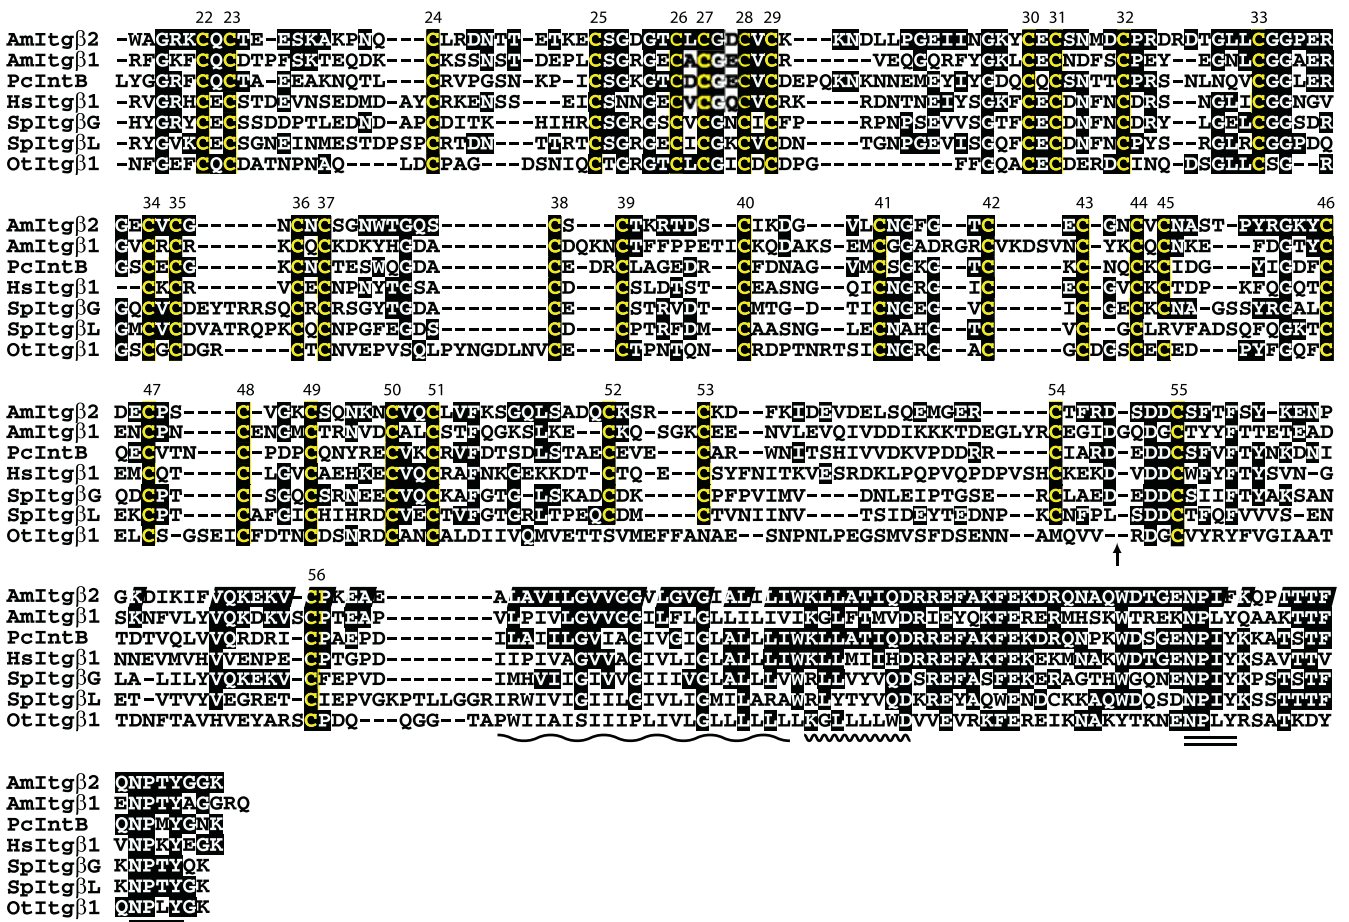 22 23 24 25 26 27 28 29 30 31 32 33
AmItgβ2 -WAGRKCQCTE-ESKAKPNQ---CLRDNTT-ETKECSGDGTCLCGDCVCK---KNDLLPGEIINGKYCECSNMDCPRDRDTGLLCGGPER
AmItgβ1 -RFGKFCQCDTPFSKTEQDK---CKSSNST-DEPLCSGRGECACGECVCR------VEQGQRFYGKLCECNDFSCPEY-EGNLCGGAER
PcIntB LYGGRFCQCTA-EEAKNQTL---CRVPGSN-KP-ICSGKGTCDCGECVCDEPQKNKNNEMEYIYGDQCQCSNTTCPRS-NLNQVCGGLER
HsItgβ1 -RVGRHCECSTDEVNSEDMD-AYCRKENSS---EICSNNGECVCGQCVCRK----RDNTNEIYSGKFCECDNFNCDRS--NGLICGGNGV
SpItgβG -HYGRYCECSSDDPTLEDND-APCDITK---HIHRCSGRGSCVCGNCICFP----RPNPSEVVSGTFCECDNFNCDRY--LGELCGGSDR
SpItgβL -RYGVKCECSGNEINMESTDPSPCRTDN---TTRTCSGRGECICGKCVCDN----TGNPGEVISGRFCECDNFNCPYS--RGLRCGGPDQ
OtItgβ1 -NFGEFCQCDATNPNAQ----LDCPAG---DSNIQCTGRGTCLCGICDCDPG----------FFGQACECDERDCINQ-DSGLLCSG--R
34 35 36 37 38 39 40 41 42 43 44 45 46
AmItgβ2 GECVCG------NCNCSGNWTGQS--------CS---CTKRTDS--CIKDG---VLCNGFG--TC-----EC-GNCVCNAST-PYRGKYC
AmItgβ1 GVCRCR------KCQCKDKYHGDA--------CDQKNCTFFPPETICKQDAKS-EMCGGADRGRCVKDSVNC-YKCQCNKE---FDGTYC
PcIntB GSCECG------KCNCTESWQGDA--------CE-DRCLAGEDR--CFDNAG--VMCSGKG--TC-----KC-NQCKCIDG---YIGDFC
HsItgβ1 --CKCR------VCECNPNYTGSA--------CD---CSLDTST--CEASNG--QICNGRG--IC-----EC-GVCKCTDP--KFQGQTC
SpItgβG GQCVCDEYTRRSQCRCRSGYTGDA--------CD---CSTRVDT--CMTG-D--TICNGEG--VC-----IC-GECKCNA-GSSYRGALC
SpItgβL GMCVCDVATRQPKCQCNPGFEGDS--------CD---CPTRFDM--CAASNG--LECNAHG--TC-----VC--GCLRVFADSQFQGKTC
OtItgβ1 GSCGCDGR-----CTCNVEPVSQLPYNGDLNVCE---CTPNTQN--CRDPTNRTSICNGRG--AC-----GCDGSCECED---PYFGQFC
47 48 49 50 51 52 53 54 55
AmItgβ2 DECPS----C-VGKCSQNKNCVQCLVFKSGQLSADQCKSR---CKD--FKIDEVDELSQEMGER-----CTFRD-SDDCSFTFSY-KENP
AmItgβ1 ENCPN----CENGMCTRNVDCALCSTFQGKSLKE--CKQ-SGKCEE--NVLEVQIVDDIKKKTDEGLYRCEGIDGQDGCTYYFTTETEAD
PcIntB QECVTN---C-PDPCQNYRECVKCRVFDTSDLSTAECEVE---CAR--WNITSHIVVDKVPDDRR----CIARD-EDDCSFVFTYNKDNI
HsItgβ1 EMCQT----C-LGVCAEHKECVQCRAFNKGEKKDT-CTQ-E--CSYFNITKVESRDKLPQPVQPDPVSHCKEKD-VDDCWFYFTYSVN-G
SpItgβG QDCPT----C-SGQCSRNEECVQCKAFGTG-LSKADCDK----CPFPVIMV----DNLEIPTGSE----RCLAED-EDDCSIIFTYAKSAN
SpItgβL EKCPT----CAFGICHIHRDCVECTVFGTGRLTPEQCDM----CTVNIINV----TSIDEYTEDNP---KCNFPL-SDDCTFQFVVVS-EN
OtItgβ1 ELCS-GSEICFDTNCDSNRDCANCALDIIVQMVETTSVMEFFANAE--SNPNLPEGSMVSFDSENN--AMQVV--RDGCVYRYFVGIAAT
56
AmItgβ2 GKDIKIFVQKEKV-CPKEAE--------ALAVILGVVGGVLGVGIALILIWKLLATIQDRREFAKFEKDRQNAQWDTGENPIFKQPTTTF
AmItgβ1 SKNFVLYVQKDKVSCPTEAP--------VLPIVLGVVGGILFLGLLILIVIKGLFTMVDRIEYQKFERERMHSKWTREKNPLYQAAKTTF
PcIntB TDTVQLVVQRDRI-CPAEPD--------ILAIILGVIAGIVGIGLALLLIWKLLATIQDRREFAKFEKDRQNPKWDSGENPIYKKATSTF
HsItgβ1 NNEVMVHVVENPE-CPTGPD--------IIPIVAGVVAGIVLIGLALLLIWKLLMIIHDRREFAKFEKEKMNAKWDTGENPIYKSAVTTV
SpItgβG LA-LILYVQKEKV-CFEPVD--------IMHVIIGIVVGIIIVGLALLLVWRLLVYVQDSREFASFEKERAGTHWGQNENPIYKPSTSTF
SpItgβL ET-VTVYVEGRET-CIEPVGKPTLLGGRIRWIVIGIILGIVLIGMILARAWRLYTYVQDKREYAQWENDCKKAQWDQSDNPIYKSSTTTF
OtItgβ1 TDNFTAVHVEYARSCPDQ--QGG--TAPWIIAISIIIPLIVLGLLLLLLLKGLLLLWDVVEVRKFEREIKNAKYTKNENPLYRSATKDY
AmItgβ2 QNPTYGGK
AmItgβ1 ENPTYAGGRQ
PcIntB QNPMYGNK
HsItgβ1 VNPKYEGK
SpItgβG KNPTYQK
SpItgβL KNPTYGK
OtItgβ1 QNPLYGK